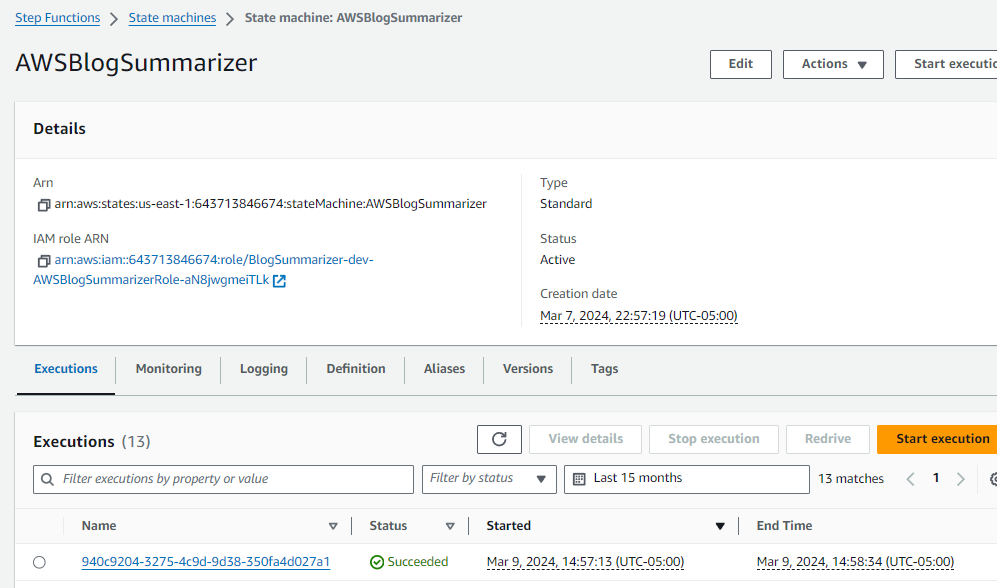 Step Functions > State machines > State machine: AWSBlogSummarizer
AWSBlogSummarizer
Edit Actions Start executio
Details
Arn
arn:aws:states:us-east-1:643713846674:stateMachine:AWSBlogSummarizer
IAM role ARN
arn:aws:iam::643713846674:role/BlogSummarizer-dev-
AWSBlogSummarizerRole-aN8jwgmeiTLk
Type
Standard
Status
Active
Creation date
Mar 7, 2024, 22:57:19 (UTC-05:00)
Executions Monitoring Logging Definition Aliases Versions Tags
Executions (13) View details Stop execution Redrive Start execution
Filter executions by property or value Filter by status Last 15 months 13 matches 1
Name Status Started End Time
940c9204-3275-4c9d-9d38-350fa4d027a1 Succeeded Mar 9, 2024, 14:57:13 (UTC-05:00) Mar 9, 2024, 14:58:34 (UTC-05:00)